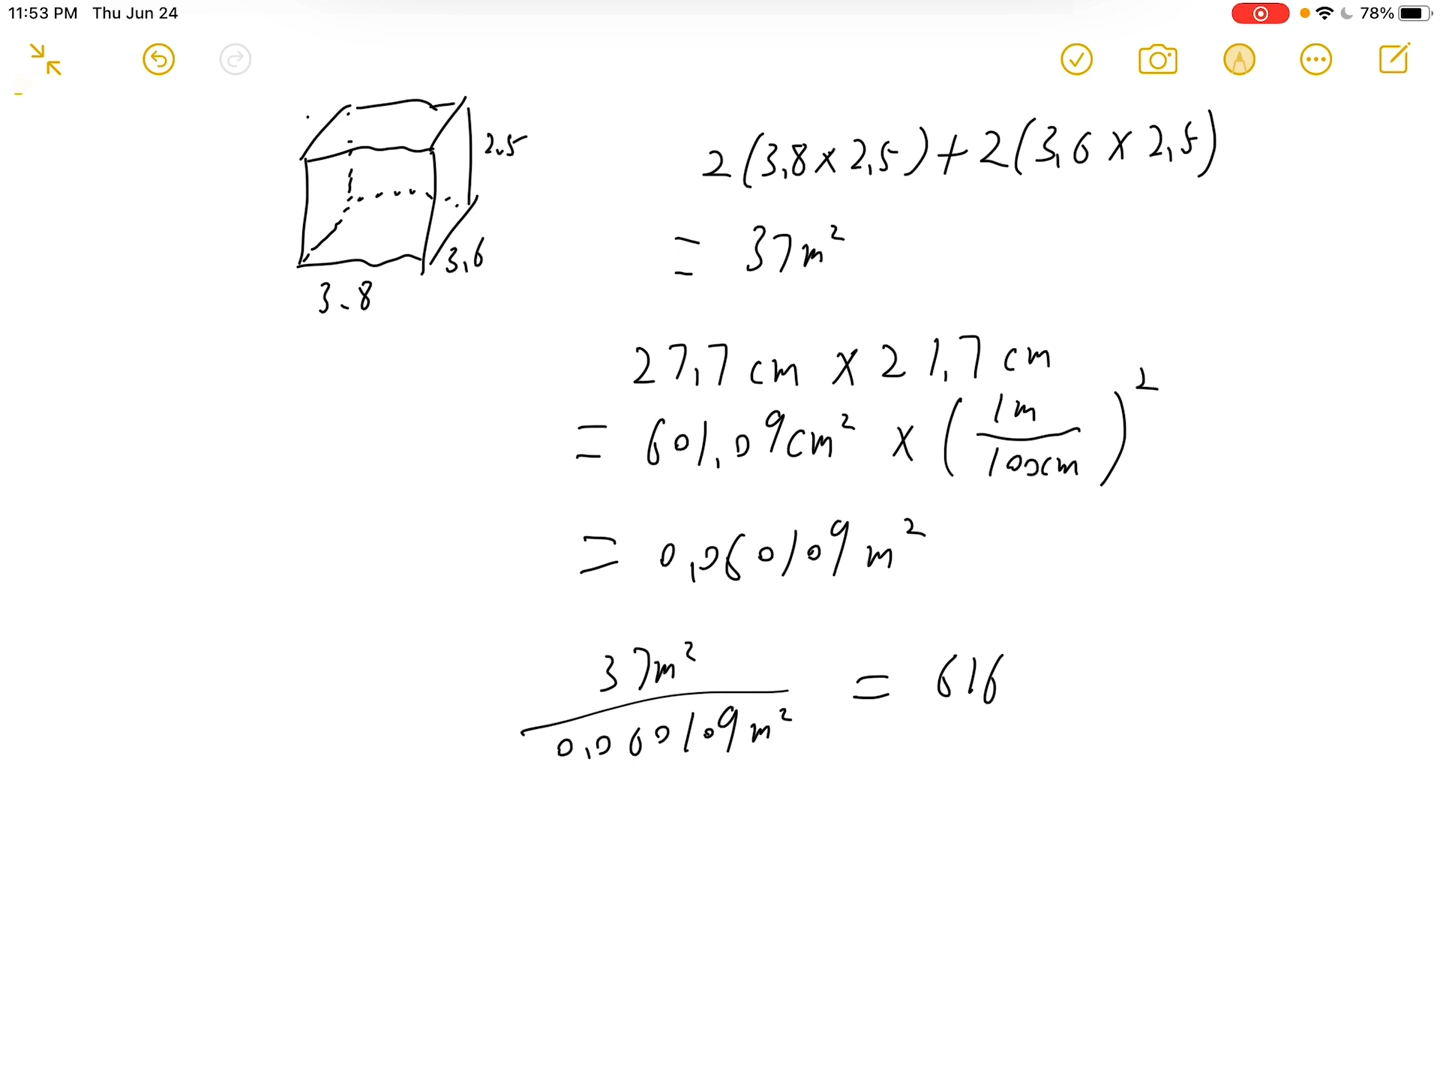 11:53 PM Thu Jun 24
78%
2.5
3.6
3.8
2(3.8 x 2.5) + 2(3.6 x 2.5)
= 37m²
27.7 cm x 21.7 cm
= 601.09cm² x (1m/100cm)²
= 0.060109 m²
37m²/0.060109 m² = 616